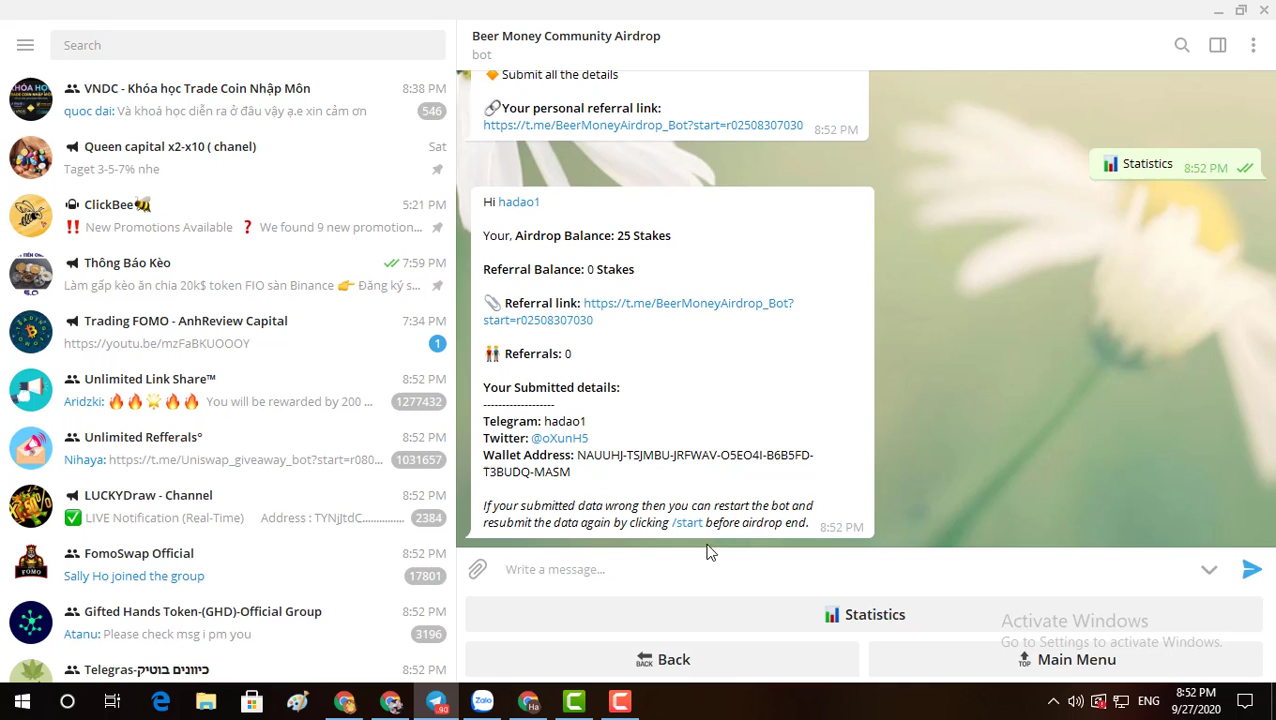 Search
VNDC - Khóa học Trade Coin Nhập Môn 8:38 PM
quoc dai: Và khoá học diễn ra ở đâu vậy ạ.e xin cảm ơn 546
Queen capital x2-x10 ( chanel) Sat
Taget 3-5-7% nhe
ClickBee🐝 5:21 PM
‼️ New Promotions Available ❓ We found 9 new promotion...
Thông Báo Kèo 7:59 PM
Làm gấp kèo ăn chia 20k$ token FIO sàn Binance 👉 Đăng ký s...
Trading FOMO - AnhReview Capital 7:34 PM
https://youtu.be/mzFaBKUOOOY 1
Unlimited Link Share™ 8:52 PM
Aridzki: 🔥🔥🌟🔥🔥 You will be rewarded by 200 ... 1277432
Unlimited Refferals° 8:52 PM
Nihaya: https://t.me/Uniswap_giveaway_bot?start=r080... 1031657
LUCKYDraw - Channel 8:52 PM
✅ LIVE Notification (Real-Time) Address : TYNjJtdC.............. 2384
FomoSwap Official 8:52 PM
Sally Ho joined the group 17801
Gifted Hands Token-(GHD)-Official Group 8:52 PM
Atanu: Please check msg i pm you 3196
Telegras-כיוונים בוטיק 8:52 PM
Beer Money Community Airdrop
bot
🔸 Submit all the details
🔗Your personal referral link:
https://t.me/BeerMoneyAirdrop_Bot?start=r02508307030 8:52 PM
📊 Statistics 8:52 PM
Hi hadao1
Your, Airdrop Balance: 25 Stakes
Referral Balance: 0 Stakes
📎 Referral link: https://t.me/BeerMoneyAirdrop_Bot?
start=r02508307030
👬 Referrals: 0
Your Submitted details:
-------------------
Telegram: hadao1
Twitter: @oXunH5
Wallet Address: NAUUHJ-TSJMBU-JRFWAV-O5EO4I-B6B5FD-
T3BUDQ-MASM
If your submitted data wrong then you can restart the bot and
resubmit the data again by clicking /start before airdrop end. 8:52 PM
Write a message...
📊 Statistics
🔙 Back
🔝 Main Menu
Activate Windows
Go to Settings to activate Windows.
90
Ha
ENG
8:52 PM
9/27/2020